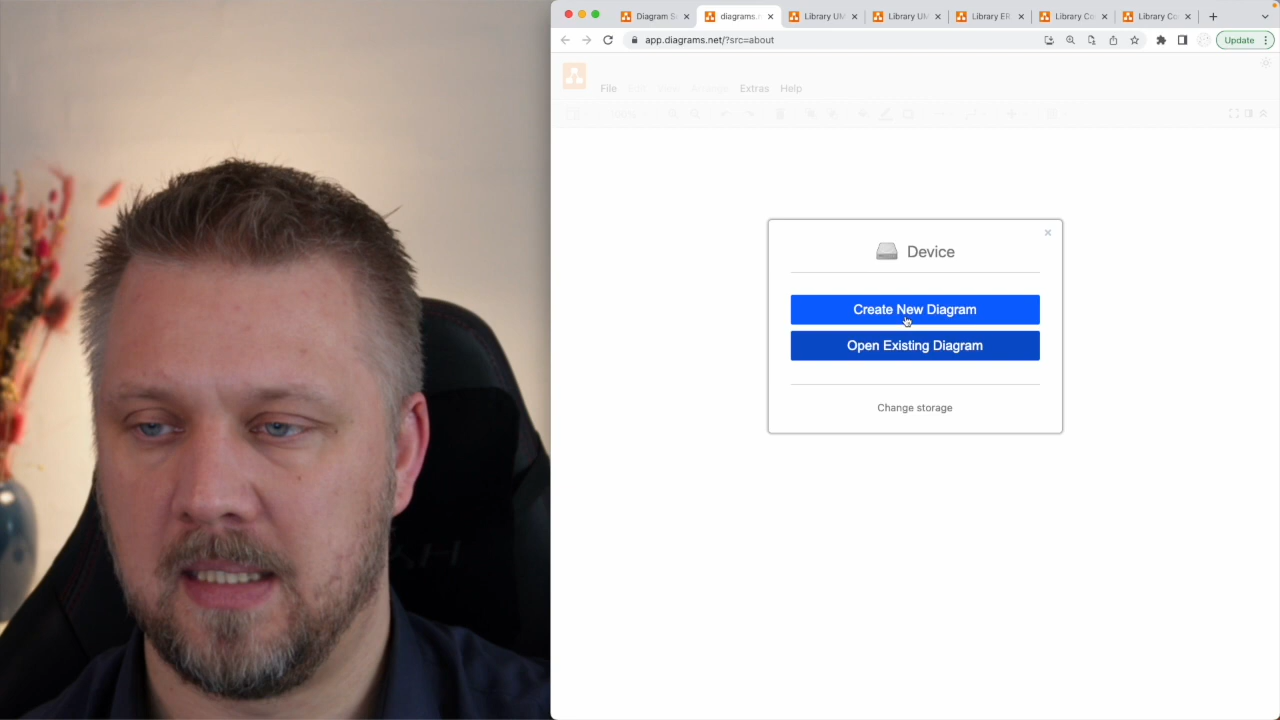 Diagram S
diagrams.n
Library UM
Library UM
Library ER
Library Co
Library Co
app.diagrams.net/?src=about
Update
File
Extras
Help
Device
Create New Diagram
Open Existing Diagram
Change storage